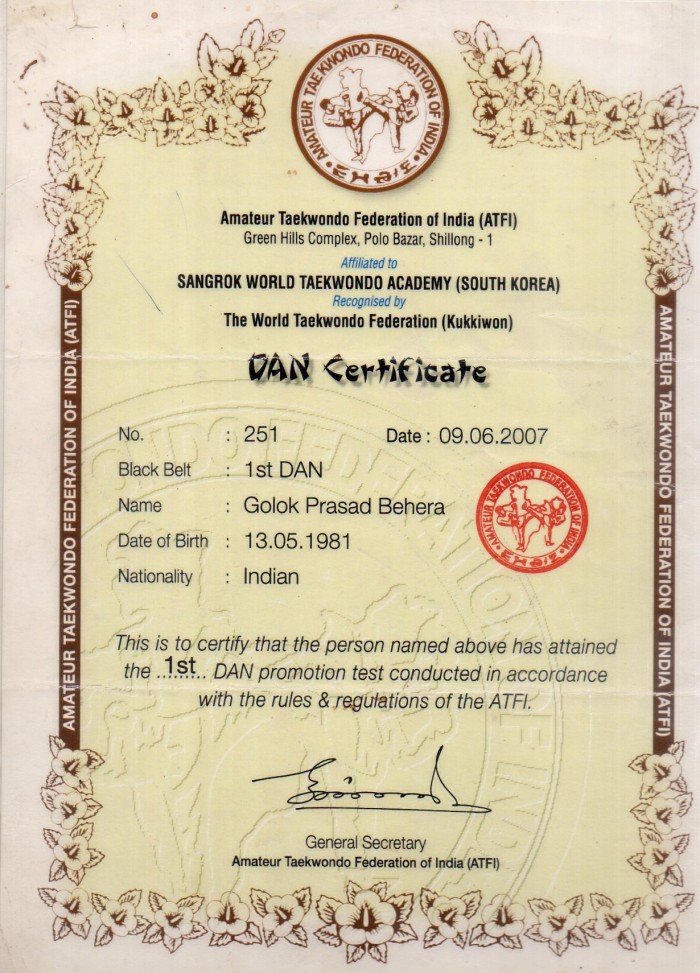 AMATEUR TAEKWONDO FEDERATION OF INDIA
Amateur Taekwondo Federation of India (ATFI)
Green Hills Complex, Polo Bazar, Shillong - 1
Affiliated to
SANGROK WORLD TAEKWONDO ACADEMY (SOUTH KOREA)
Recognised by
The World Taekwondo Federation (Kukkiwon)
DAN Certificate
No. : 251 Date : 09.06.2007
Black Belt : 1st DAN
Name : Golok Prasad Behera
Date of Birth : 13.05.1981
Nationality : Indian
AMATEUR TAEKWONDO FEDERATION OF INDIA
This is to certify that the person named above has attained
the ...1st... DAN promotion test conducted in accordance
with the rules & regulations of the ATFI.
General Secretary
Amateur Taekwondo Federation of India (ATFI)
AMATEUR TAEKWONDO FEDERATION OF INDIA (ATFI)
AMATEUR TAEKWONDO FEDERATION OF INDIA (ATFI)